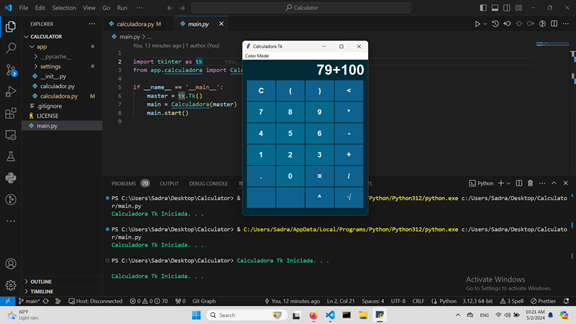 File Edit Selection View Go Run
Calculator
EXPLORER
CALCULATOR
app
__pycache__
settings
__init__.py
calculador.py
calculadora.py M
.gitignore
LICENSE
main.py
OUTLINE
TIMELINE
calculadora.py M
main.py
main.py > ...
You, 13 minutes ago | 1 author (You)
1
2 import tkinter as tk
3 from app.calculadora import
4
5 if __name__ == '__main__':
6 master = tk.Tk()
7 main = Calculadora(master)
8 main.start()
9
Calculadora Tk
Color Mode
79+100
C ( ) <
7 8 9 *
4 5 6 -
1 2 3 +
. 0 = /
^ √
PROBLEMS 70 OUTPUT DEBUG CONSOLE
Python
PS C:\Users\Sadra\Desktop\Calculator> & C:/Users/Sadra/AppData/Local/Programs/Python/Python312/python.exe c:/Users/Sadra/Desktop/Calculator/main.py
Calculadora Tk Iniciada. . .
PS C:\Users\Sadra\Desktop\Calculator> & C:/Users/Sadra/AppData/Local/Programs/Python/Python312/python.exe c:/Users/Sadra/Desktop/Calculator/main.py
Calculadora Tk Iniciada. . .
PS C:\Users\Sadra\Desktop\Calculator> Calculadora Tk Iniciada. . .
Calculadora Tk Iniciada. . .
Activate Windows
Go to Settings to activate Windows.
main* Host: Disconnected 0 0 70 0 Git Graph You, 12 minutes ago Ln 2, Col 21 Spaces: 4 UTF-8 CRLF Python 3.12.3 64-bit 3 Spell Prettier
60°F
Light rain
Search
ENG
10:21 AM
5/2/2024